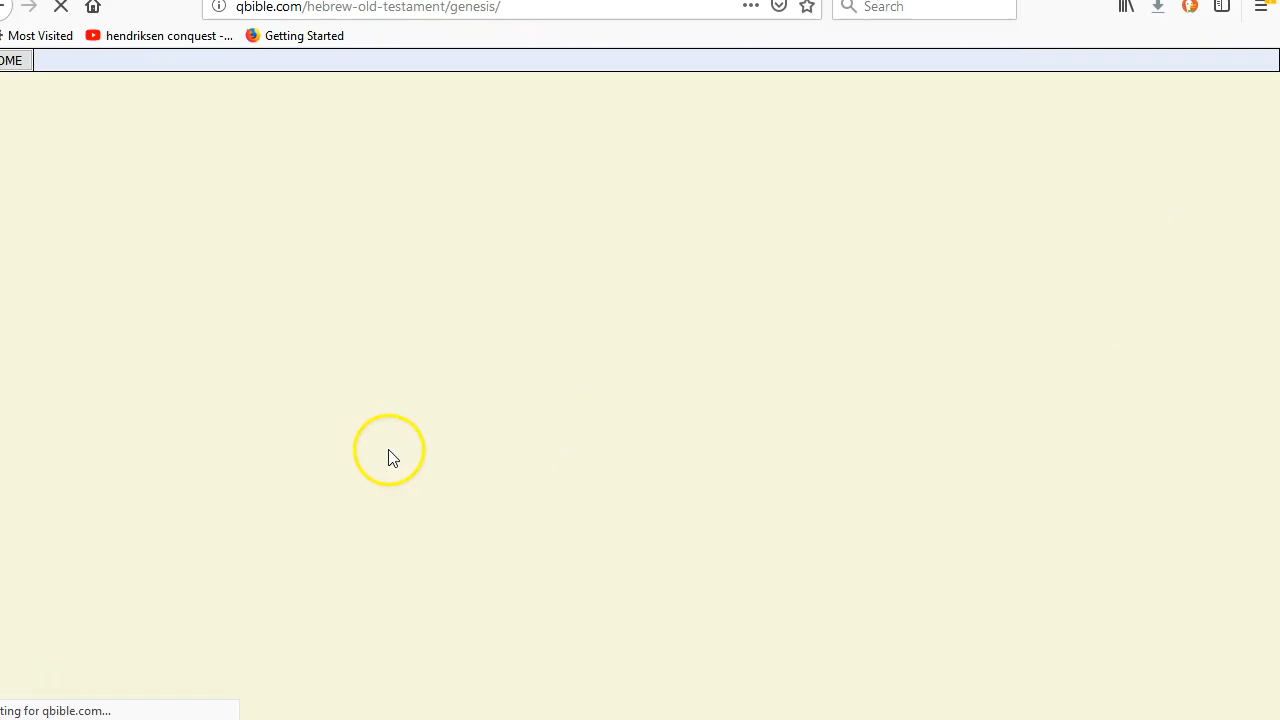 qbible.com/hebrew-old-testament/genesis/
Search
Most Visited
hendriksen conquest -...
Getting Started
OME
ting for qbible.com...